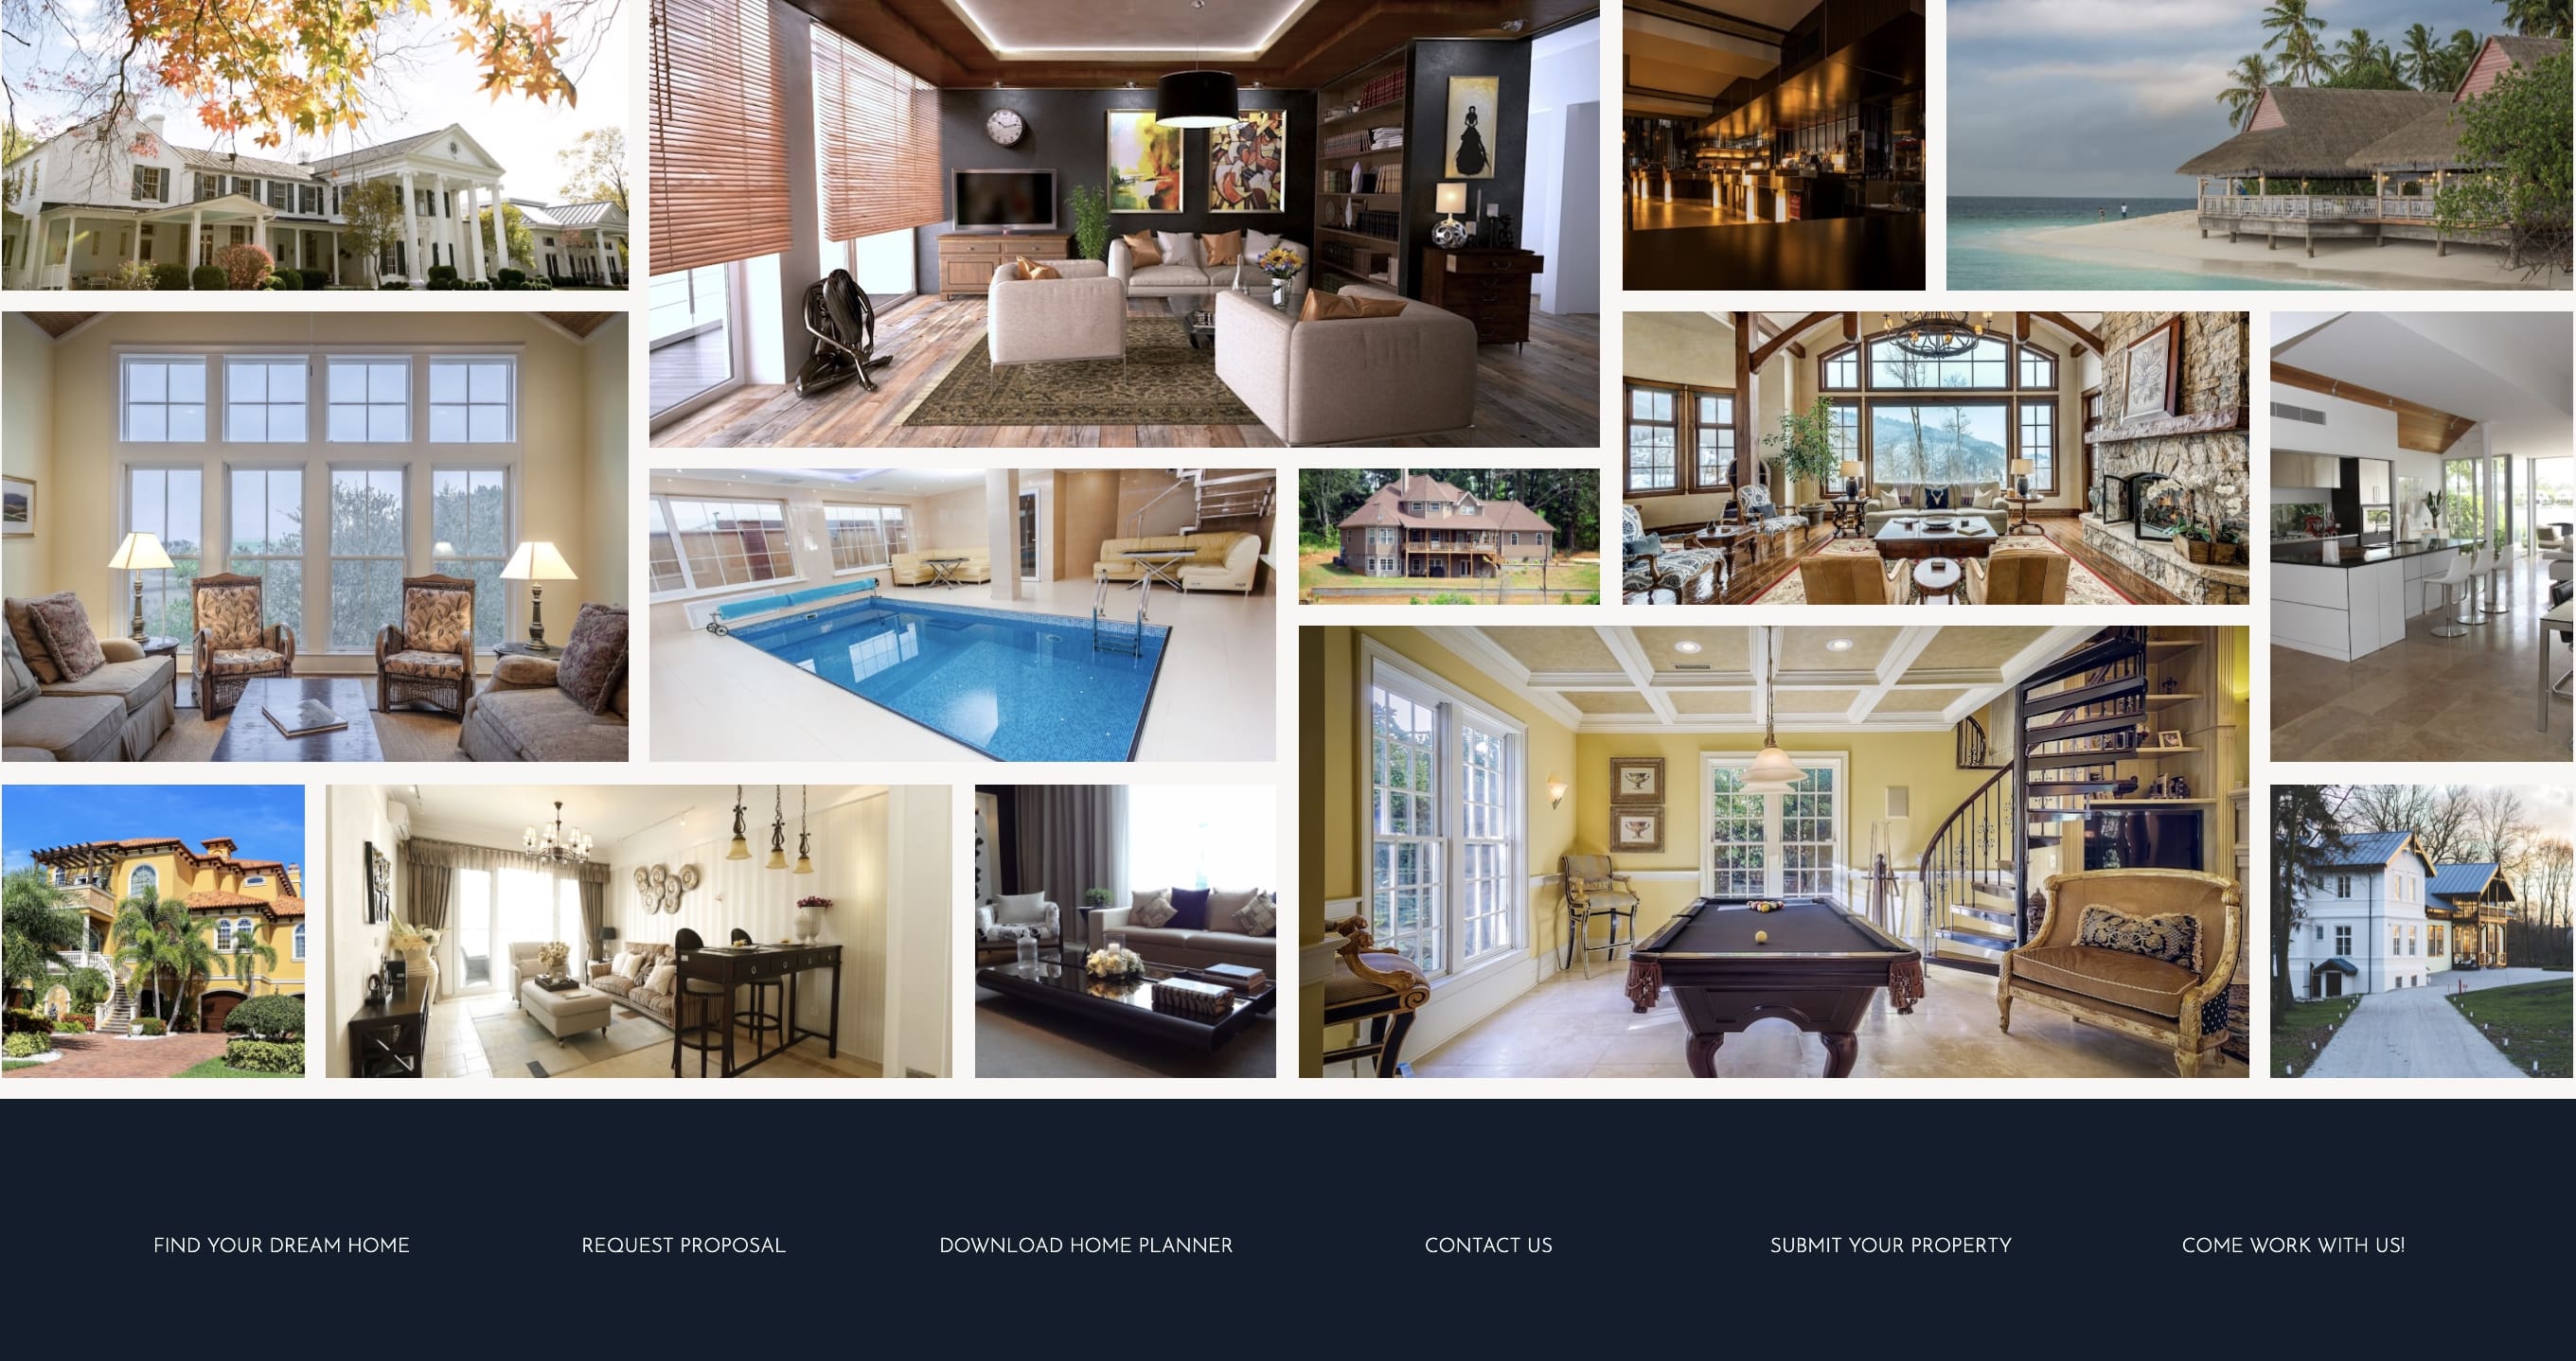 FIND YOUR DREAM HOME
REQUEST PROPOSAL
DOWNLOAD HOME PLANNER
CONTACT US
SUBMIT YOUR PROPERTY
COME WORK WITH US!